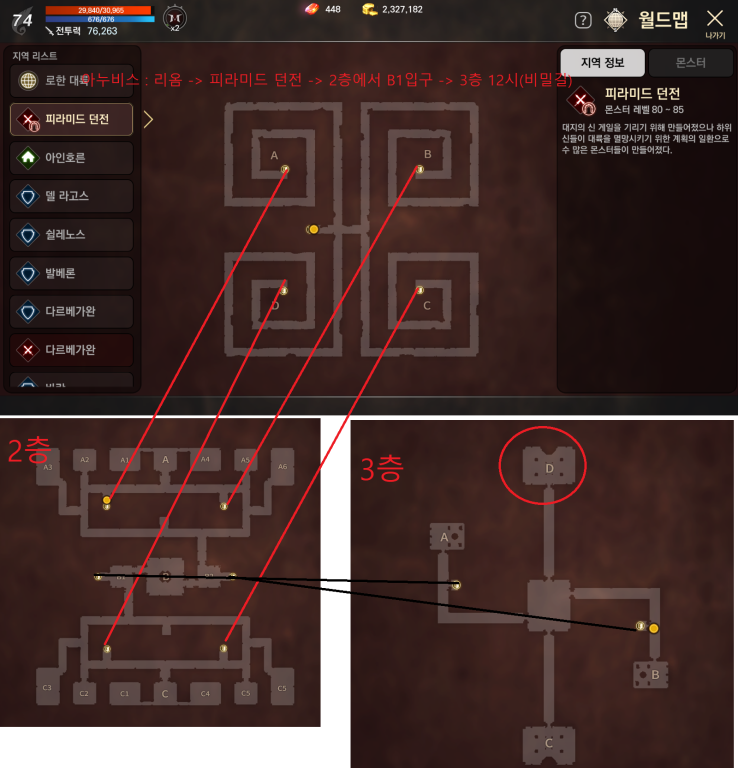 74
29,840/30,965
676/676
전투력 76,263
x2
448
2,327,182
?
월드맵
나가기
지역 리스트
로한 대륙
피라미드 던전
아인호른
델 라고스
쉴레노스
발베론
다르베가완
다르베가완
하누비스 : 리옴 -> 피라미드 던전 -> 2층에서 B1입구 -> 3층 12시(비밀길)
지역 정보
몬스터
피라미드 던전
몬스터 레벨 80 ~ 85
대지의 신 게일을 기리기 위해 만들어졌으나 하위
신들이 대륙을 멸망시키기 위한 계획의 일환으로
수 많은 몬스터들이 만들어졌다.
A
B
D
C
2층
A3
A2
A1
A
A4
A5
A6
B1
B
B2
C3
C2
C1
C
C4
C5
C5
3층
D
A
B
C